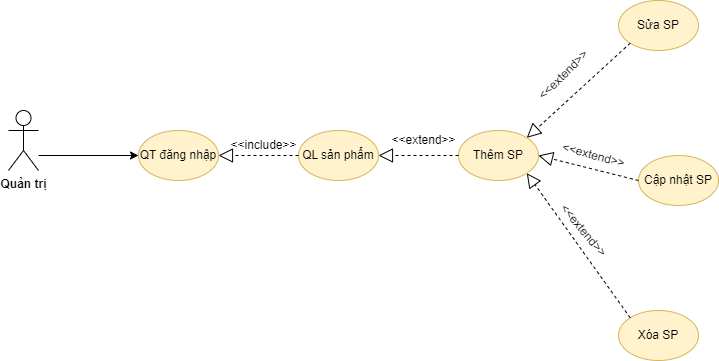 Sửa SP
<<extend>>
QT đăng nhập
<<include>>
QL sản phẩm
<<extend>>
Thêm SP
<<extend>>
Cập nhật SP
Quản trị
<<extend>>
Xóa SP